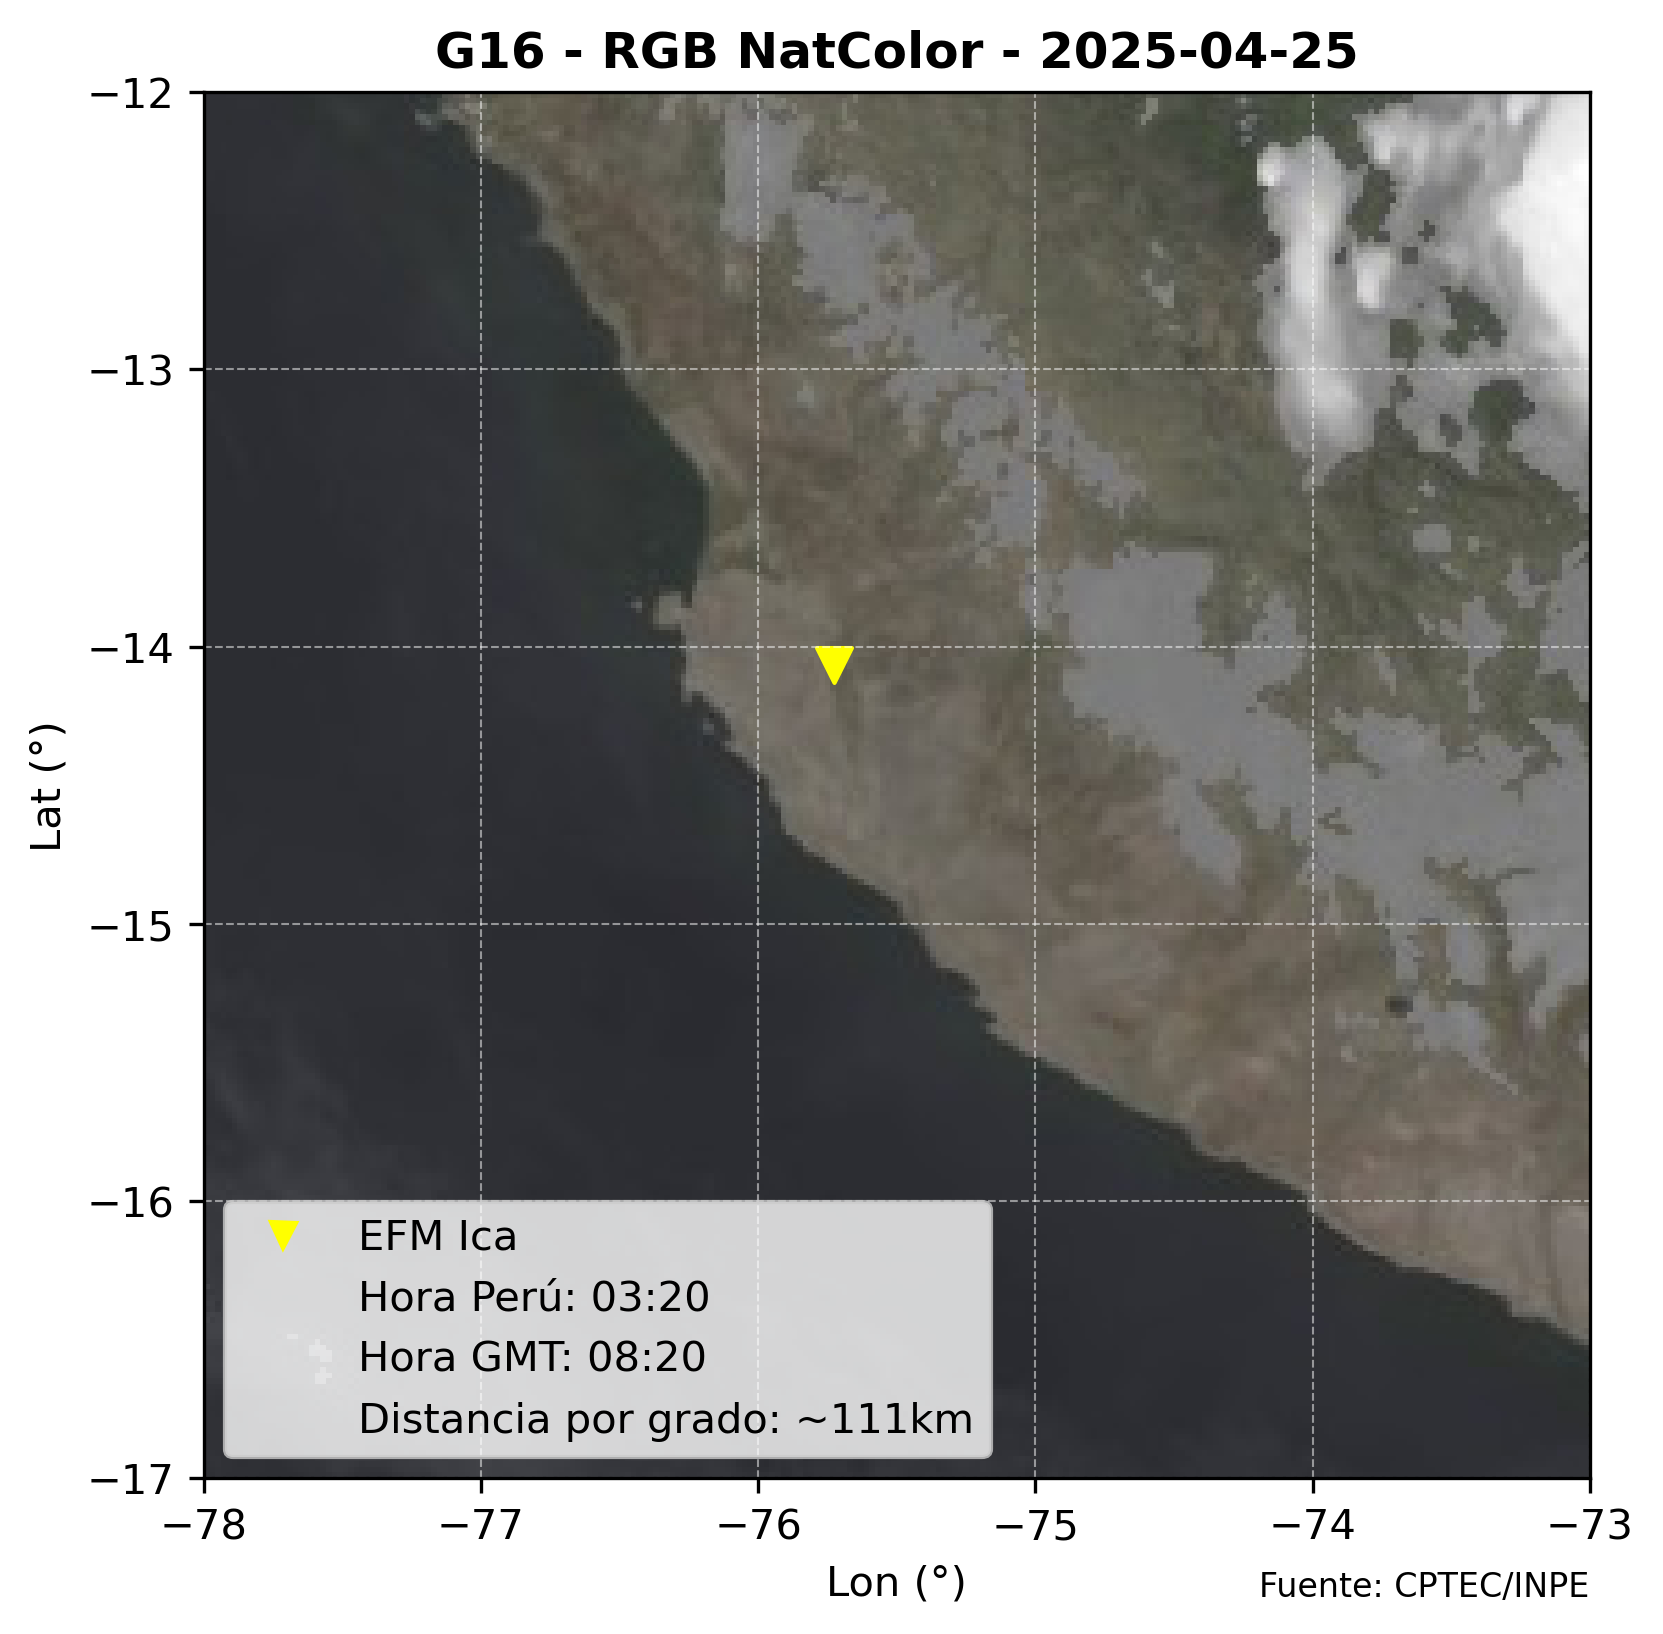 G16 - RGB NatColor - 2025-04-25
−12
−13
−14
−15
−16
−17
Lat (°)
EFM Ica
Hora Perú: 03:20
Hora GMT: 08:20
Distancia por grado: ~111km
−78
−77
−76
−75
−74
−73
Lon (°)
Fuente: CPTEC/INPE